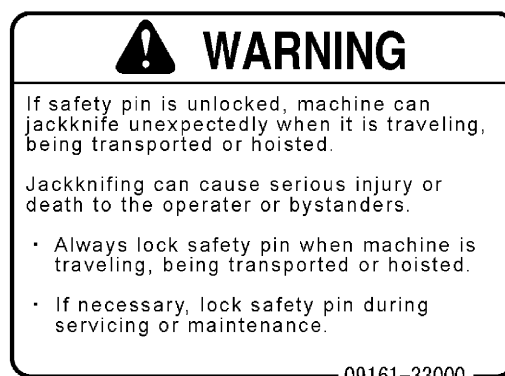 WARNING
If safety pin is unlocked, machine can
jackknife unexpectedly when it is traveling,
being transported or hoisted.
Jackknifing can cause serious injury or
death to the operater or bystanders.
· Always lock safety pin when machine is
traveling, being transported or hoisted.
· If necessary, lock safety pin during
servicing or maintenance.
09161-33000